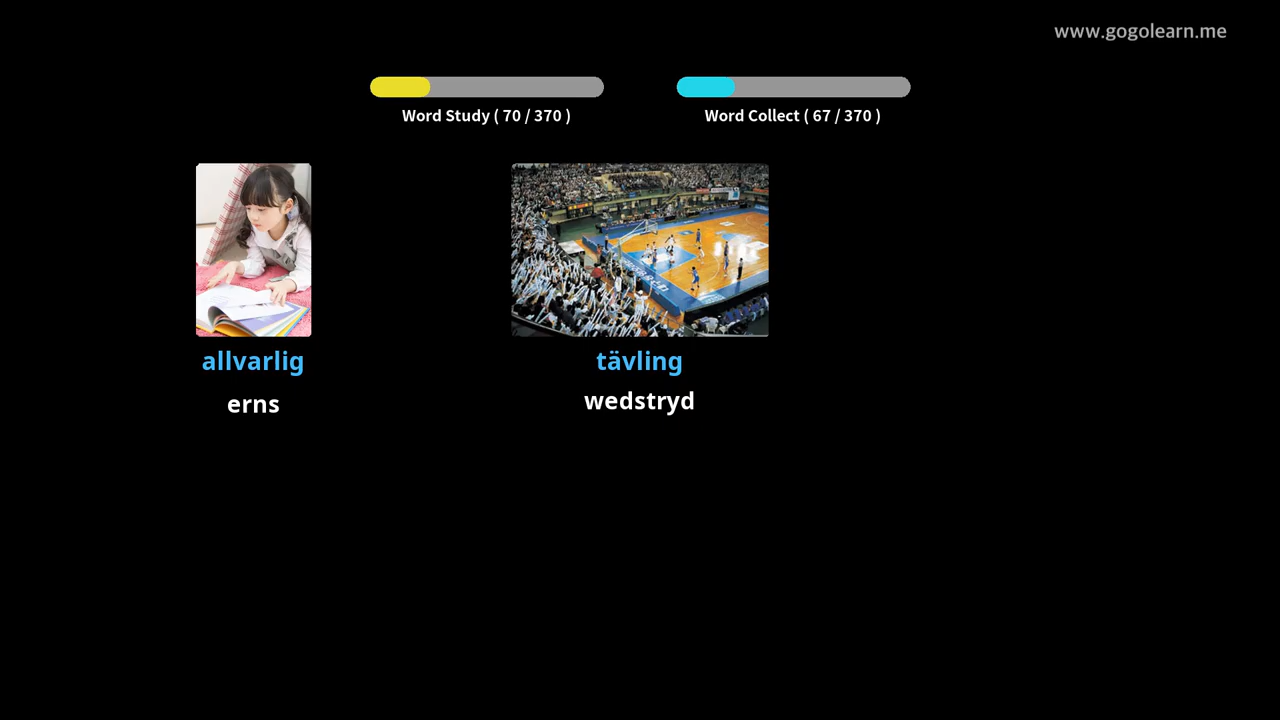 www.gogolearn.me
Word Study ( 70 / 370 )
Word Collect ( 67 / 370 )
allvarlig
erns
tävling
wedstryd